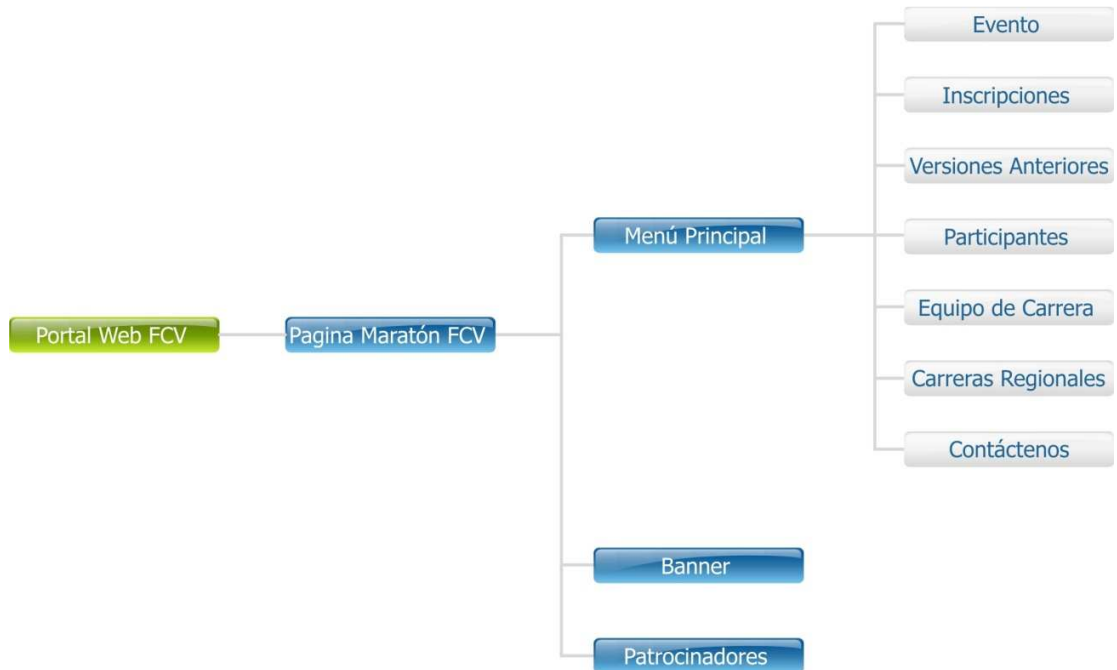 Portal Web FCV
Pagina Maratón FCV
Menú Principal
Evento
Inscripciones
Versiones Anteriores
Participantes
Equipo de Carrera
Carreras Regionales
Contáctenos
Banner
Patrocinadores